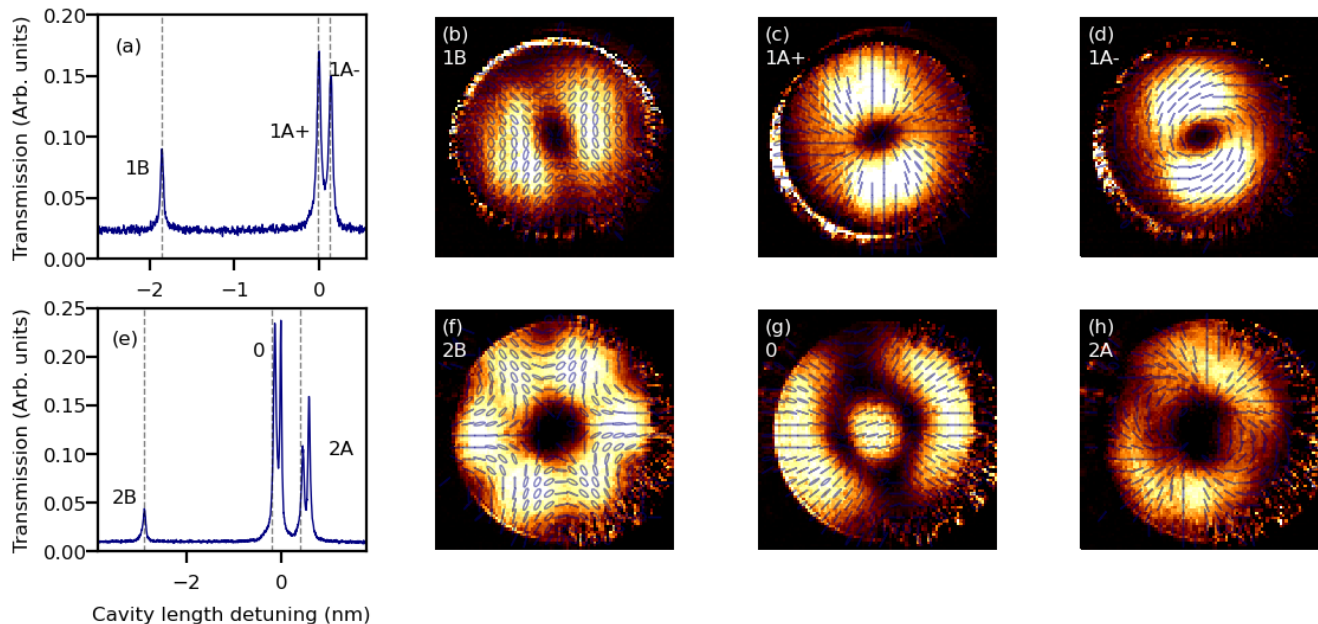 0.20
0.15
0.10
0.05
0.00
Transmission (Arb. units)
(a)
1B
1A+
1A-
−2
−1
0
(b)
1B
(c)
1A+
(d)
1A-
0.25
0.20
0.15
0.10
0.05
0.00
Transmission (Arb. units)
(e)
2B
0
2A
−2
0
Cavity length detuning (nm)
(f)
2B
(g)
0
(h)
2A